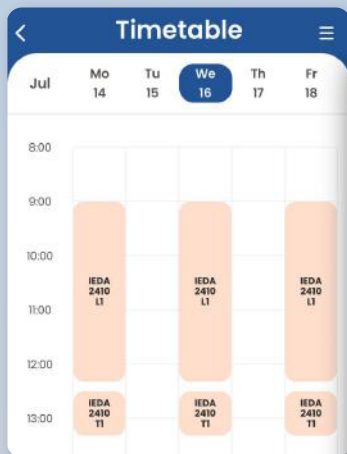 Timetable
Jul Mo Tu We Th Fr
14 15 16 17 18
8:00
9:00
10:00
IEDA IEDA IEDA
2410 2410 2410
L1 L1 L1
11:00
12:00
IEDA IEDA IEDA
2410 2410 2410
13:00
T1 T1 T1